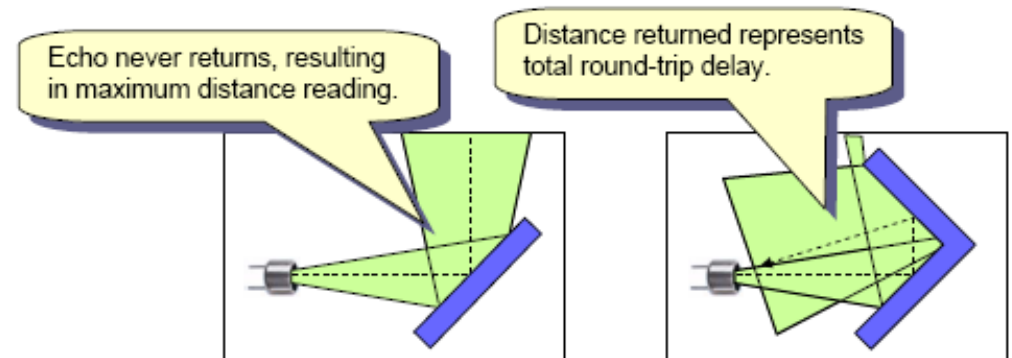 Echo never returns, resulting
in maximum distance reading.
Distance returned represents
total round-trip delay.